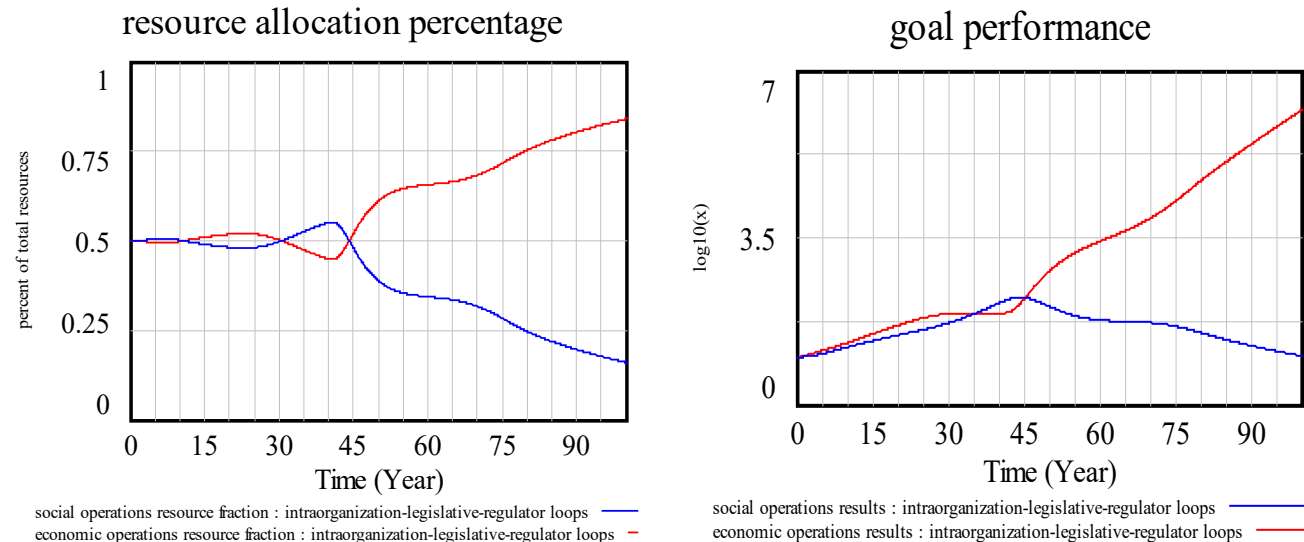 resource allocation percentage
1
0.75
0.5
0.25
0
percent of total resources
0 15 30 45 60 75 90
Time (Year)
social operations resource fraction : intraorganization-legislative-regulator loops
economic operations resource fraction : intraorganization-legislative-regulator loops
goal performance
7
3.5
0
log10(x)
0 15 30 45 60 75 90
Time (Year)
social operations results : intraorganization-legislative-regulator loops
economic operations results : intraorganization-legislative-regulator loops